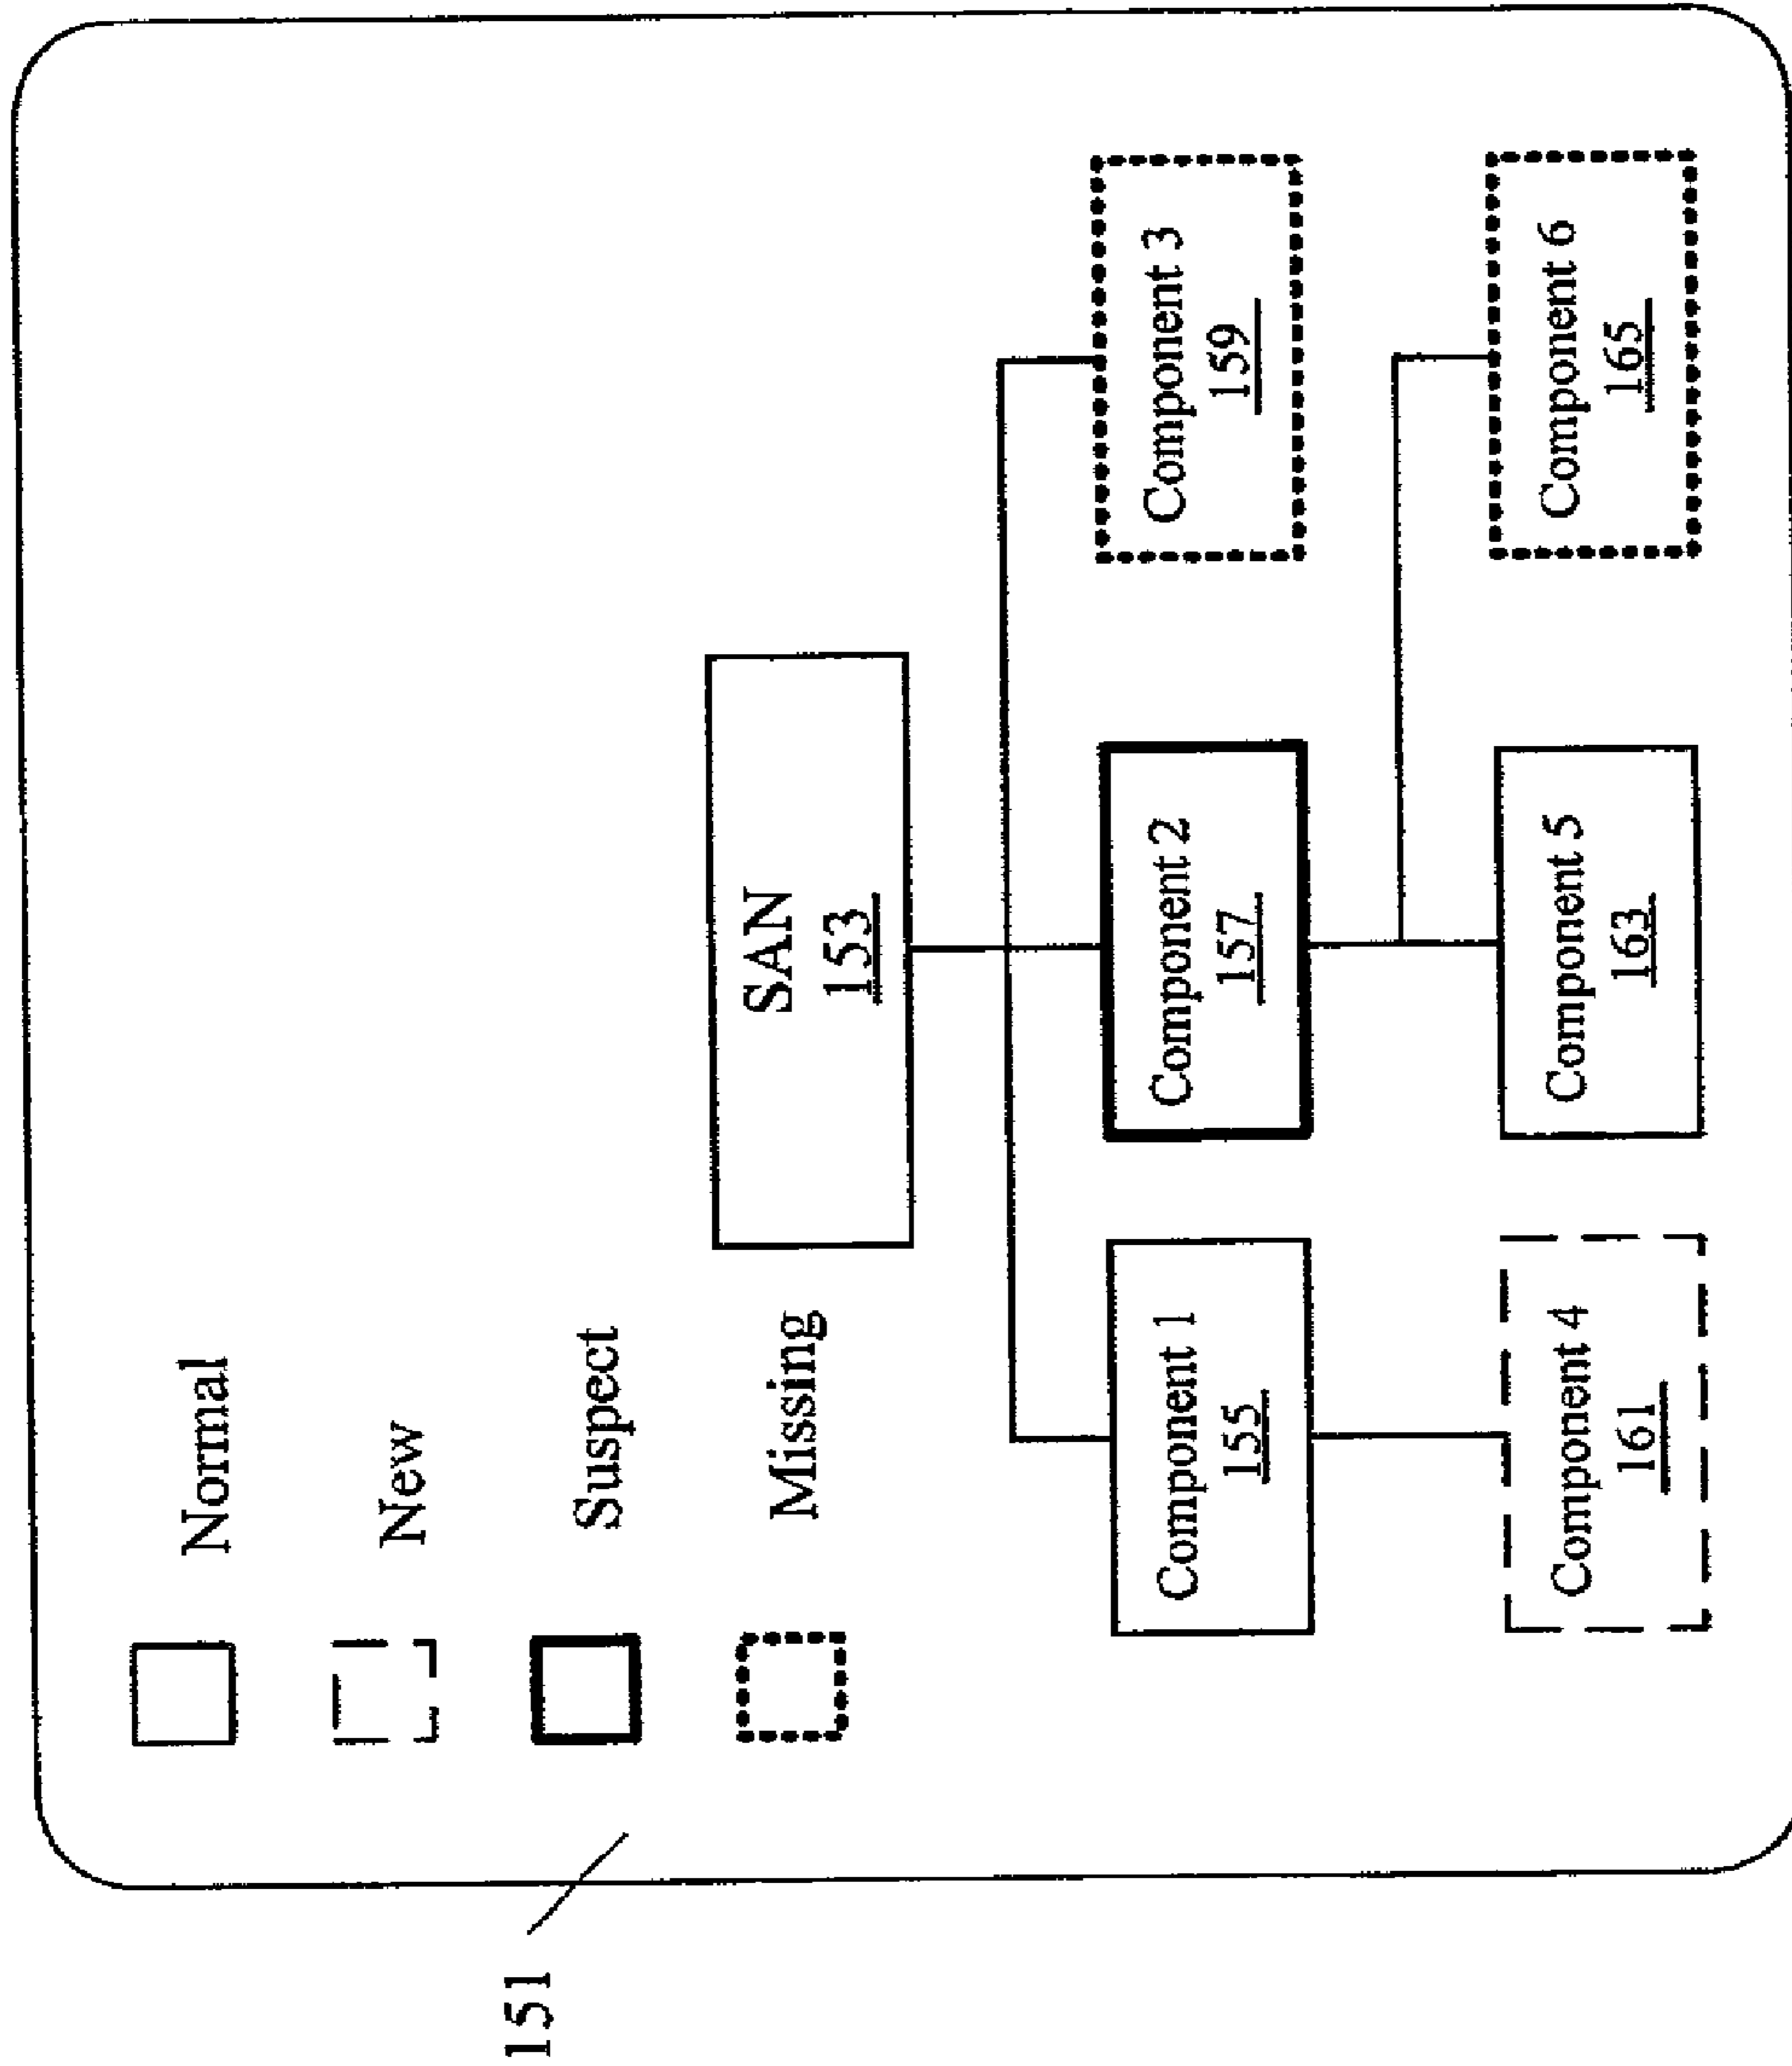 151
Normal
New
Suspect
Missing
SAN
153
Component 1
155
Component 2
157
Component 3
159
Component 4
161
Component 5
163
Component 6
165